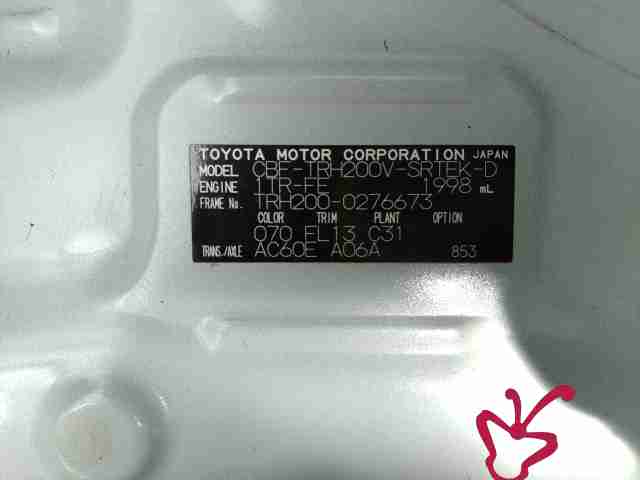 TOYOTA MOTOR CORPORATION JAPAN
MODEL CBF-TRH200V-SRTEK-D
ENGINE 1TR-FE 1998 mL
FRAME No. TRH200-0276673
COLOR TRIM PLANT OPTION
070 FL13 C31
TRANS./AXLE AC60E A06A 853